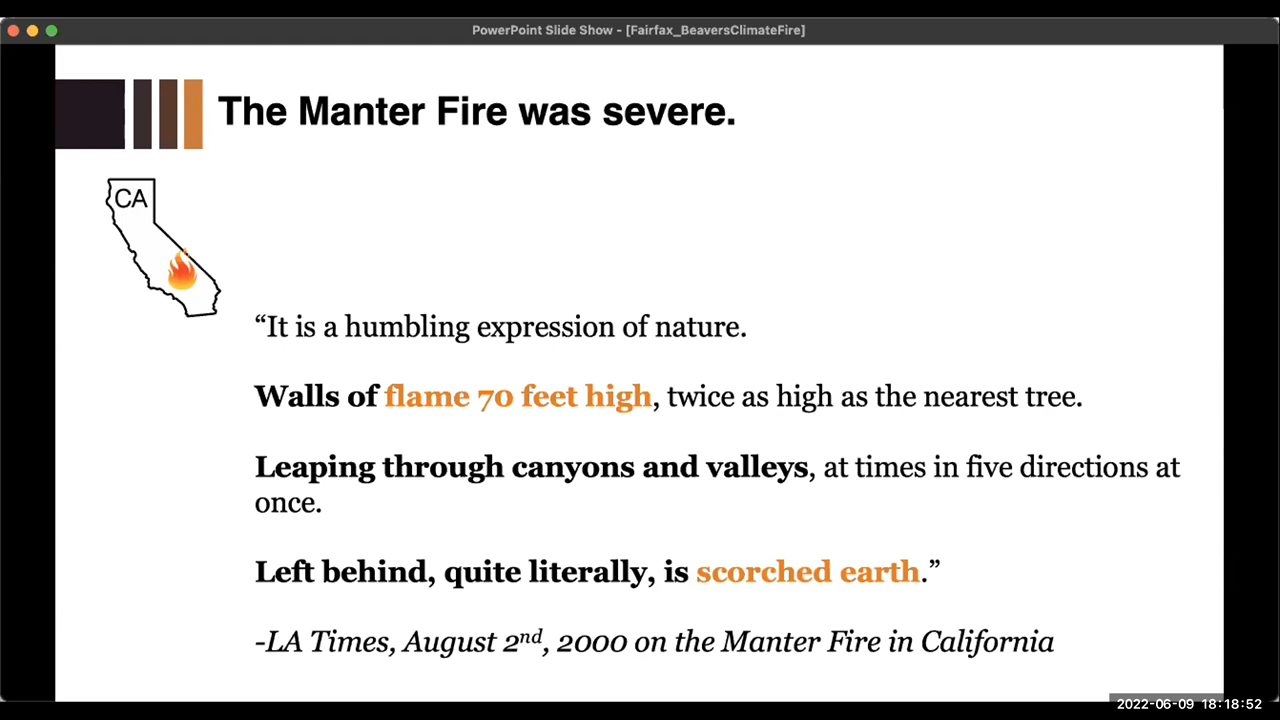 PowerPoint Slide Show - [Fairfax_BeaversClimateFire]
The Manter Fire was severe.
CA
“It is a humbling expression of nature.
Walls of flame 70 feet high, twice as high as the nearest tree.
Leaping through canyons and valleys, at times in five directions at
once.
Left behind, quite literally, is scorched earth.”
-LA Times, August 2nd, 2000 on the Manter Fire in California
2022-06-09 18:18:52